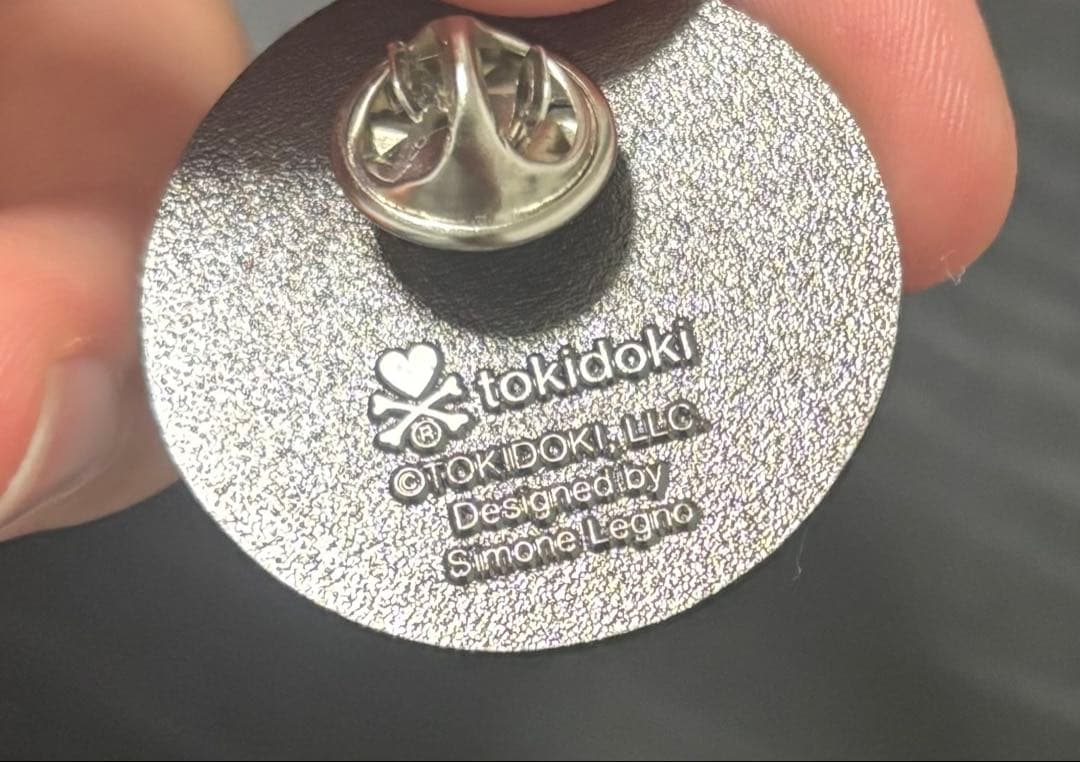 tokidoki
®
©TOKIDOKI, LLC
Designed by
Simone Legno